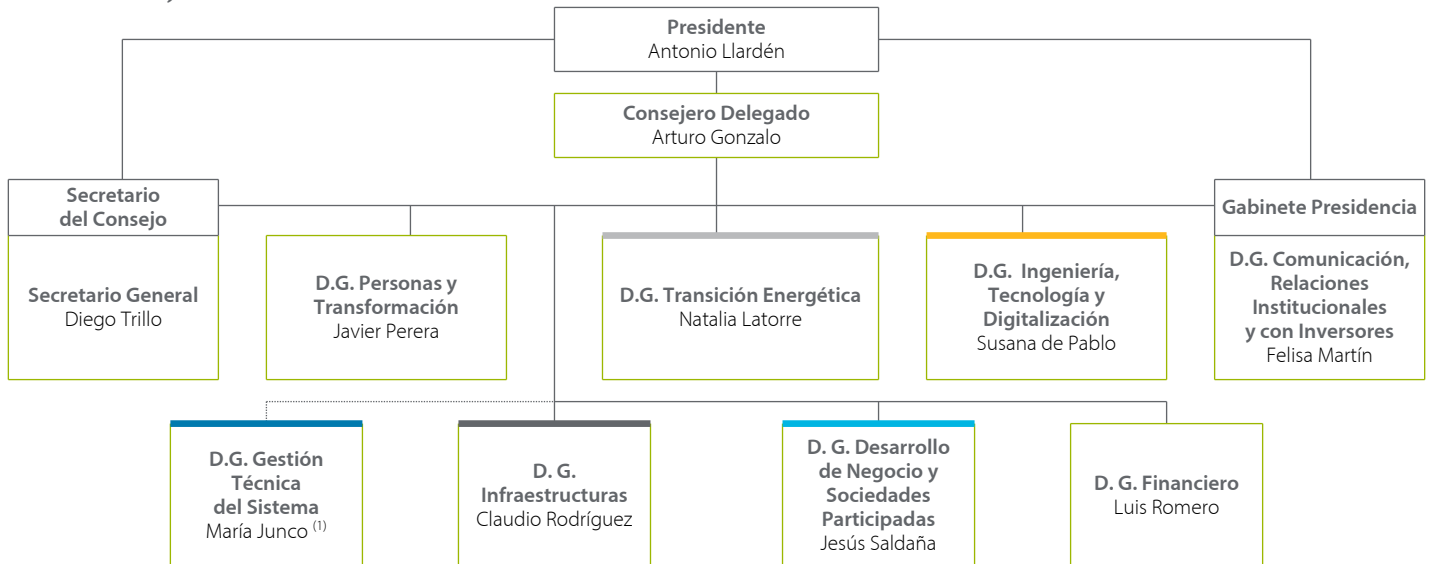 Presidente
Antonio Llardén
Consejero Delegado
Arturo Gonzalo
Secretario
del Consejo
Gabinete Presidencia
Secretario General
Diego Trillo
D.G. Personas y
Transformación
Javier Perera
D.G. Transición Energética
Natalia Latorre
D.G. Ingeniería,
Tecnología y
Digitalización
Susana de Pablo
D.G. Comunicación,
Relaciones
Institucionales
y con Inversores
Felisa Martín
D.G. Gestión
Técnica
del Sistema
María Junco (1)
D. G.
Infraestructuras
Claudio Rodríguez
D. G. Desarrollo
de Negocio y
Sociedades
Participadas
Jesús Saldaña
D. G. Financiero
Luis Romero